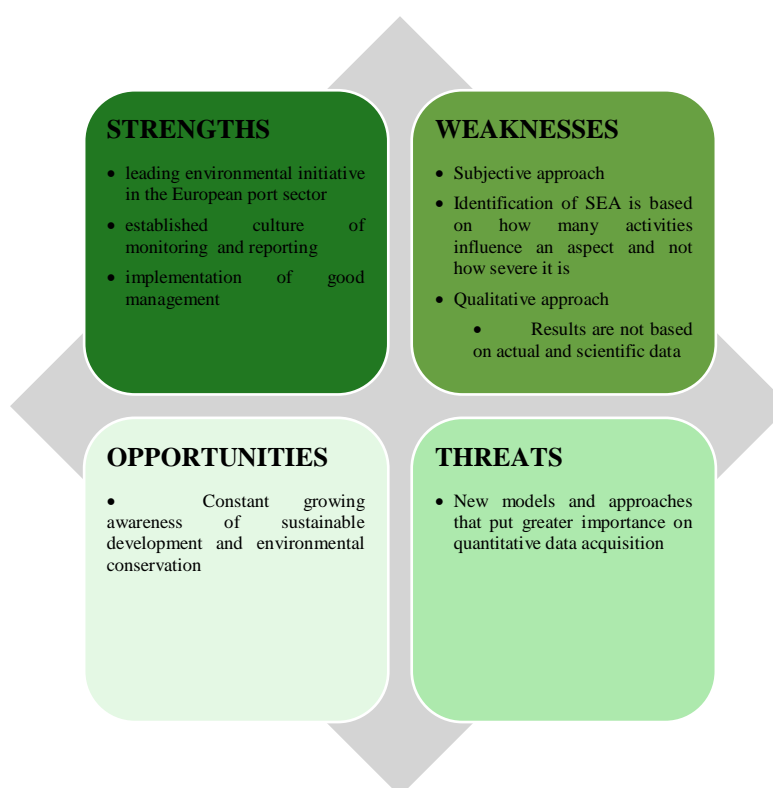 STRENGTHS
• leading environmental initiative
in the European port sector
• established culture of
monitoring and reporting
• implementation of good
management
WEAKNESSES
• Subjective approach
• Identification of SEA is based
on how many activities
influence an aspect and not
how severe it is
• Qualitative approach
• Results are not based
on actual and scientific data
OPPORTUNITIES
• Constant growing
awareness of sustainable
development and environmental
conservation
THREATS
• New models and approaches
that put greater importance on
quantitative data acquisition